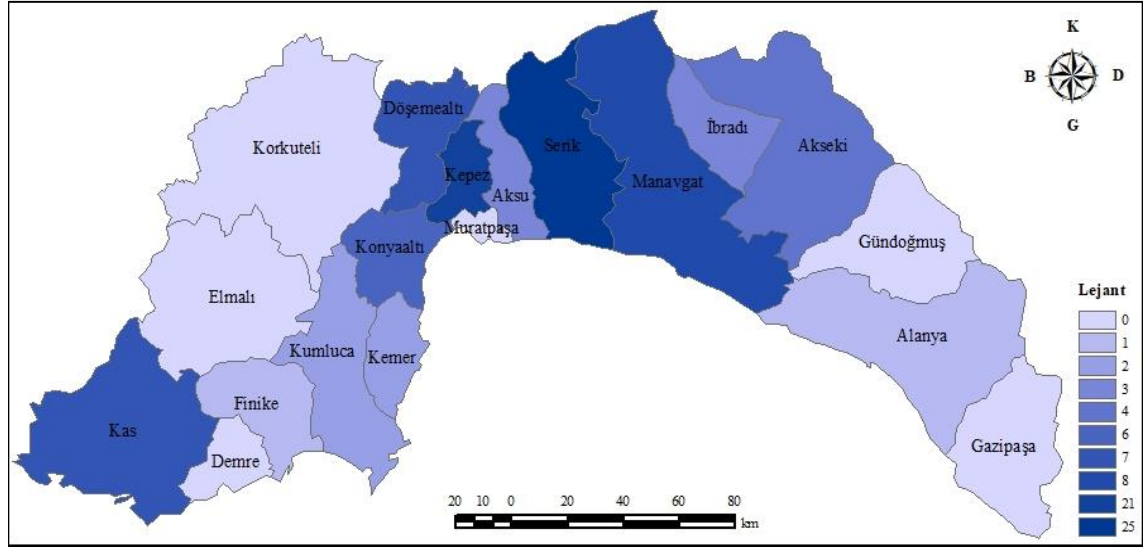 K
B D
G
Döşemealtı
Korkuteli
Kepez
Serik
İbradı
Akseki
Aksu
Manavgat
Muratpaşa
Konyaaltı
Gündoğmuş
Elmalı
Kumluca
Kemer
Alanya
Finike
Kas
Demre
Gazipaşa
Lejant
0
1
2
3
4
6
7
8
21
25
20 10 0 20 40 60 80
km